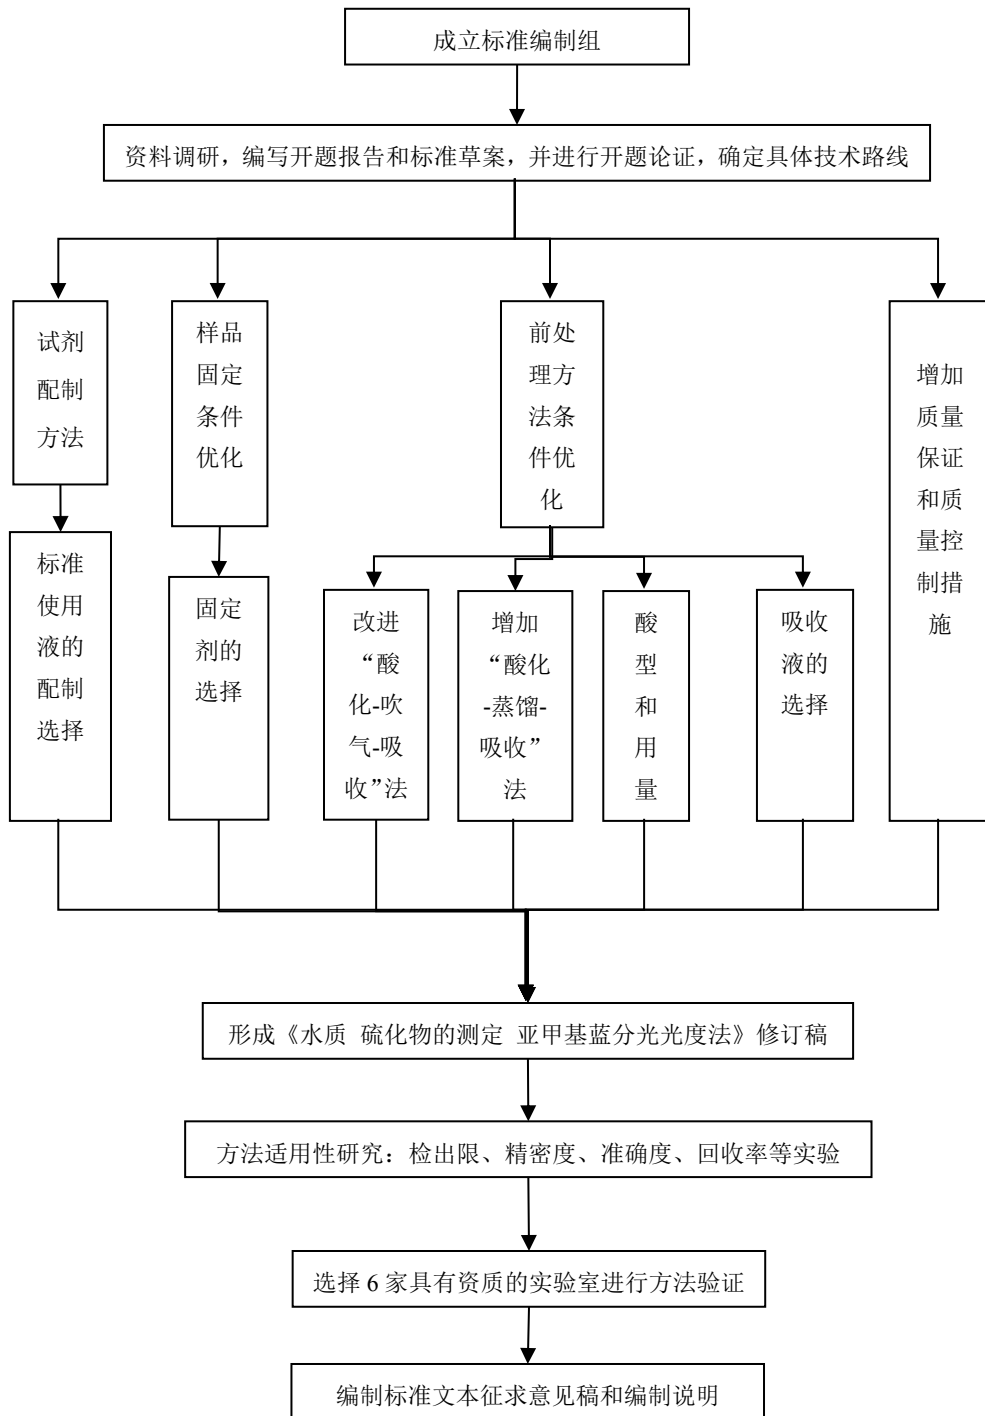 成立标准编制组
资料调研，编写开题报告和标准草案，并进行开题论证，确定具体技术路线
试剂
配制
方法
样品
固定
条件
优化
前处
理方
法条
件优
化
增加
质量
保证
和质
量控
制措
施
标准
使用
液的
配制
选择
固定
剂的
选择
改进
“酸
化-吹
气-吸
收”法
增加
“酸化
-蒸馏-
吸收”
法
酸
型
和
用
量
吸收
液的
选择
形成《水质 硫化物的测定 亚甲基蓝分光光度法》修订稿
方法适用性研究：检出限、精密度、准确度、回收率等实验
选择 6 家具有资质的实验室进行方法验证
编制标准文本征求意见稿和编制说明